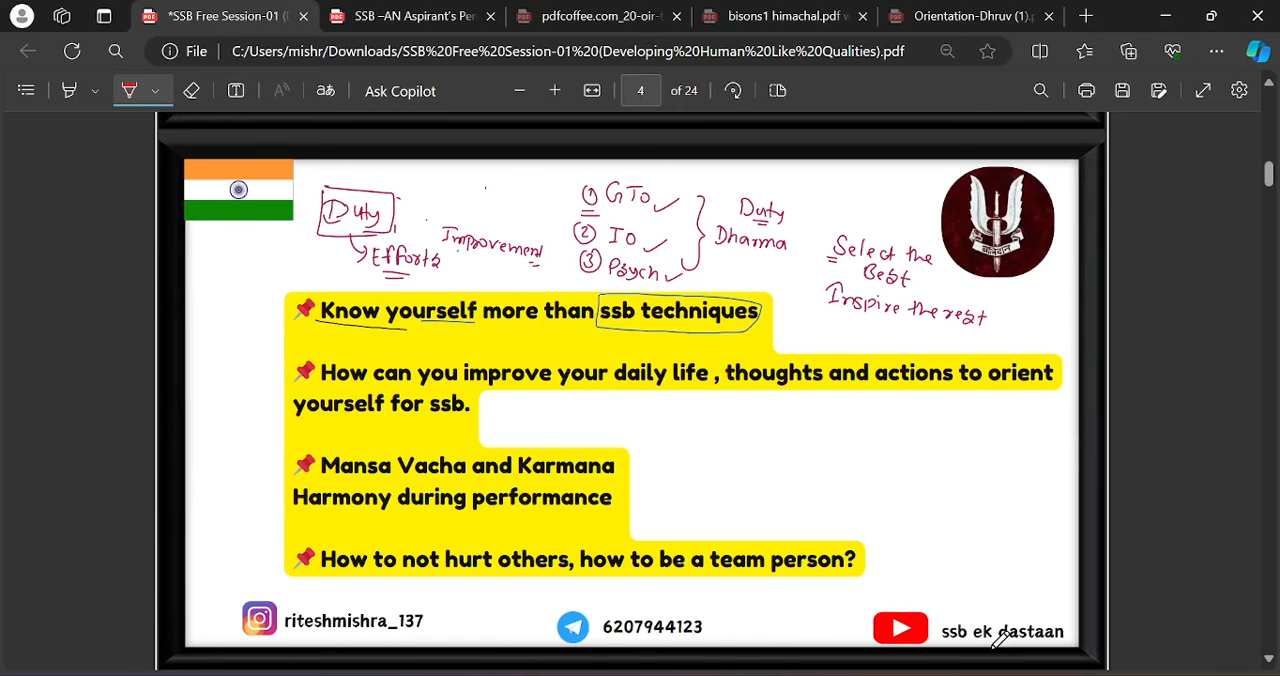 *SSB Free Session-01 (
SSB –AN Aspirant's Per
pdfcoffee.com_20-oir-t
bisons1 himachal.pdf w
Orientation-Dhruv (1).p
File
C:/Users/mishr/Downloads/SSB%20Free%20Session-01%20(Developing%20Human%20Like%20Qualities).pdf
Ask Copilot
4 of 24
Duty
Efforts
Improvement
① GTO
② IO
③ Psych
Duty
Dharma
Select the
Best
Inspire the rest
बलिदान
Know yourself more than ssb techniques
How can you improve your daily life , thoughts and actions to orient
yourself for ssb.
Mansa Vacha and Karmana
Harmony during performance
How to not hurt others, how to be a team person?
riteshmishra_137
6207944123
ssb ek dastaan